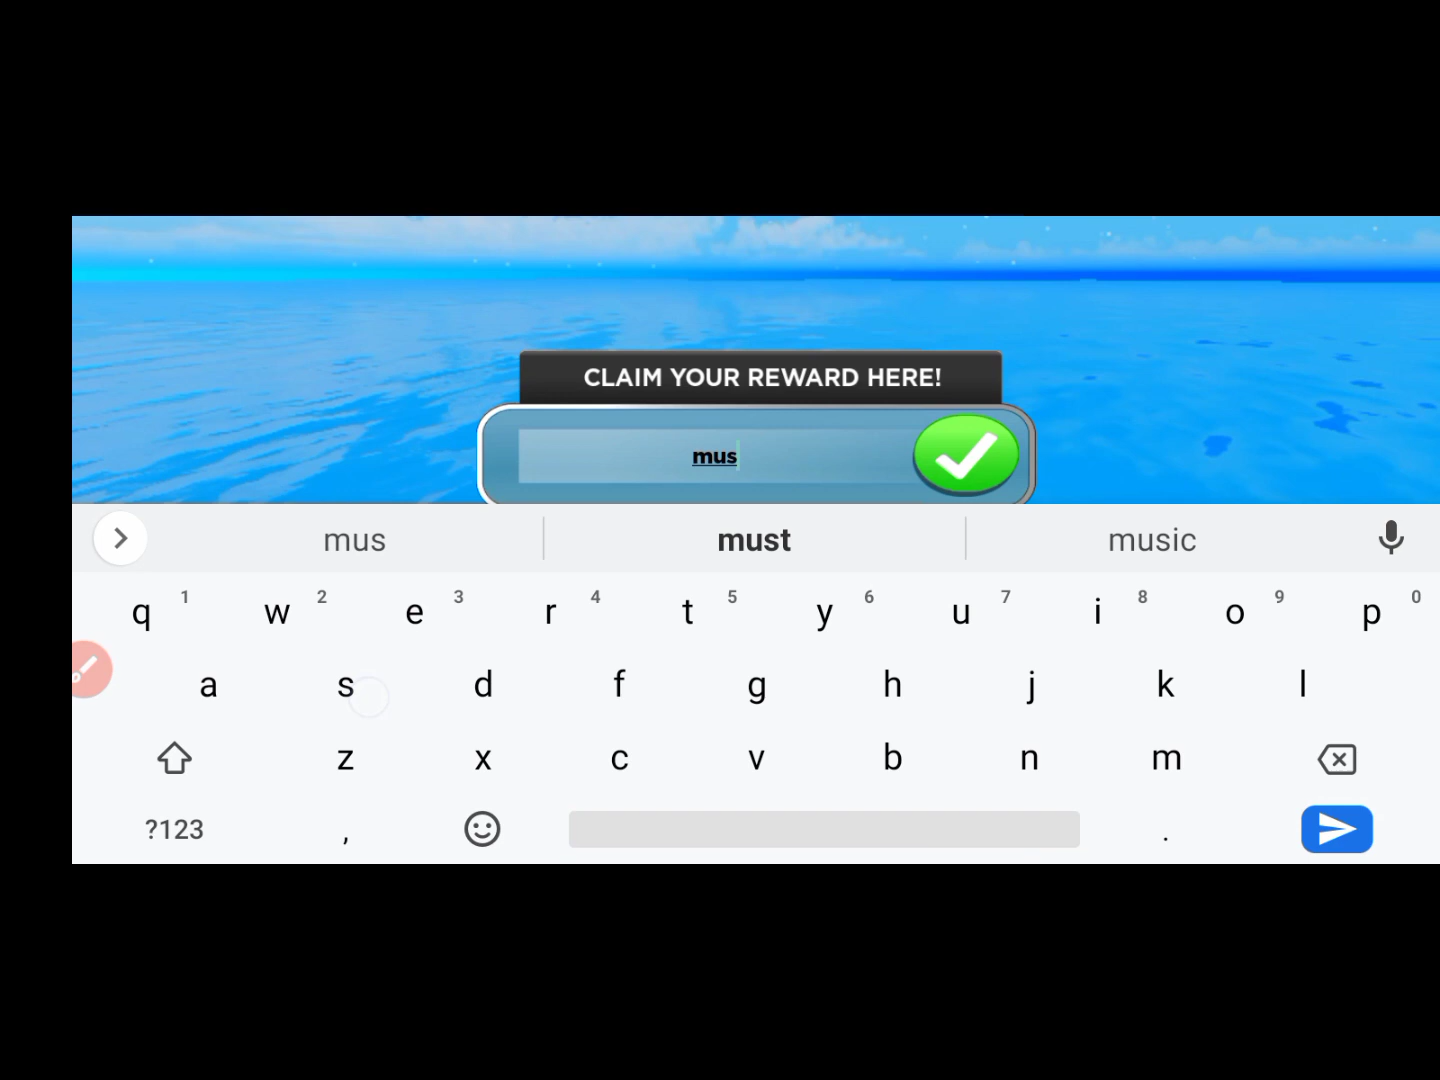 CLAIM YOUR REWARD HERE!
mus
mus must music
q 1 w 2 e 3 r 4 t 5 y 6 u 7 i 8 o 9 p 0
a s d f g h j k l
z x c v b n m
?123 , .